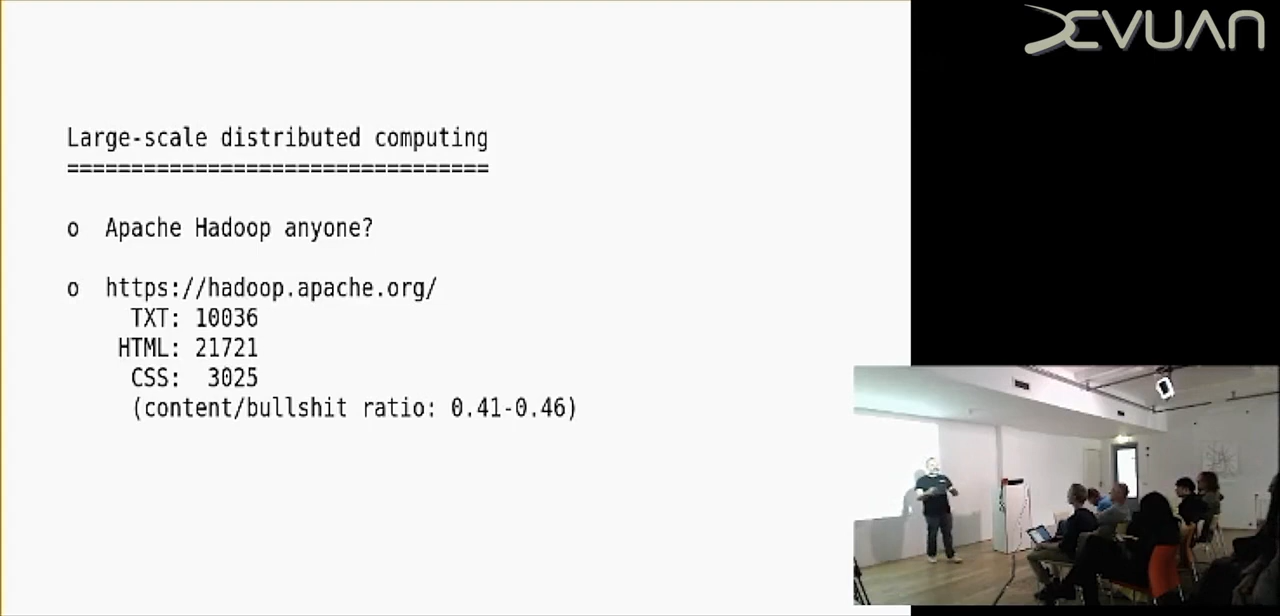 DEVUAN
Large-scale distributed computing
=================================
o  Apache Hadoop anyone?
o  https://hadoop.apache.org/
TXT: 10036
HTML: 21721
CSS:  3025
(content/bullshit ratio: 0.41-0.46)